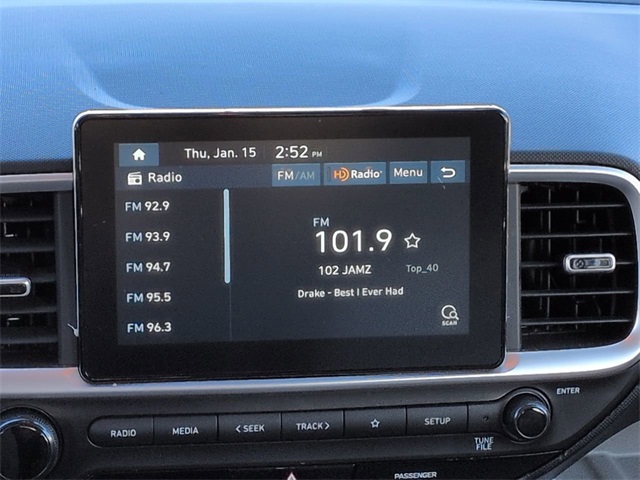 Thu, Jan. 15 2:52 PM
Radio FM/AM HD Radio Menu
FM 92.9
FM 93.9
FM 94.7
FM 95.5
FM 96.3
FM
101.9
102 JAMZ Top_40
Drake - Best I Ever Had
SCAN
RADIO MEDIA < SEEK TRACK > SETUP
ENTER
TUNE
FILE
PASSENGER